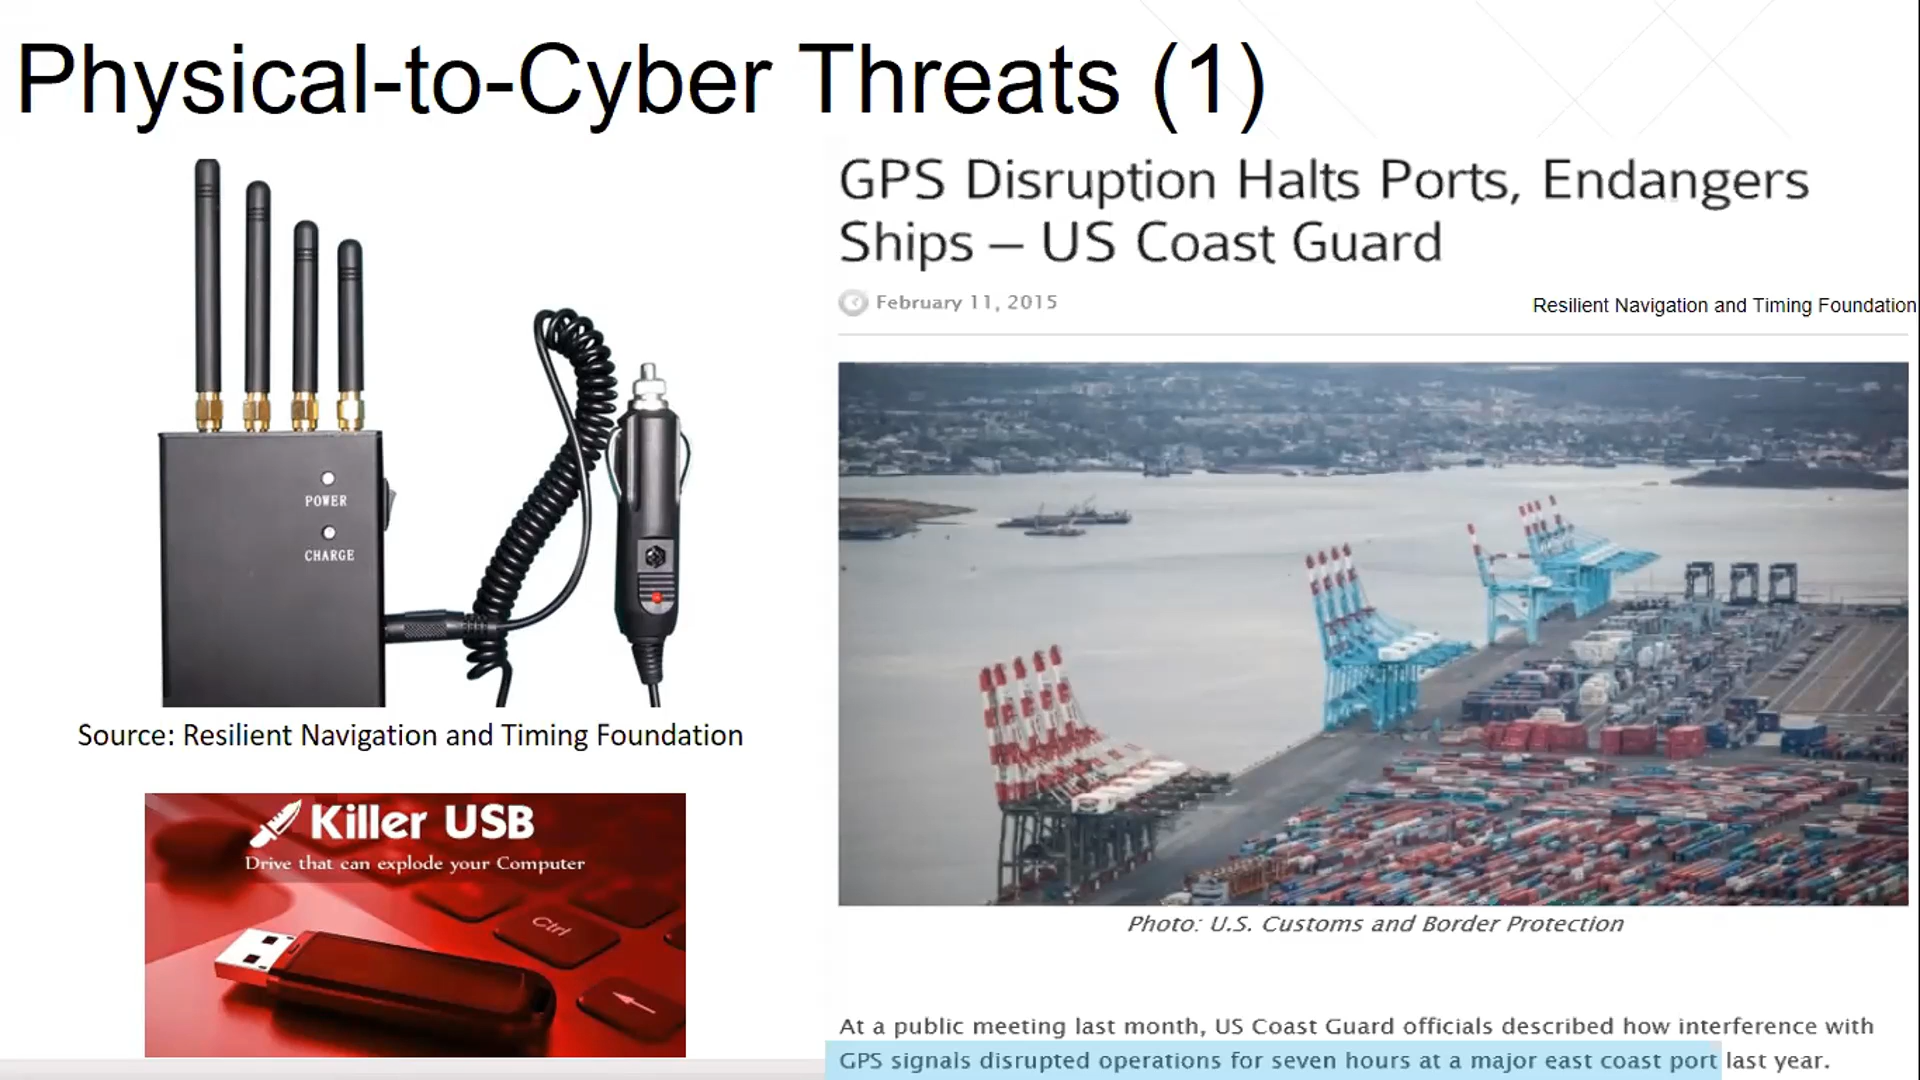 Physical-to-Cyber Threats (1)
POWER
CHARGE
Source: Resilient Navigation and Timing Foundation
Killer USB
Drive that can explode your Computer
Ctrl
GPS Disruption Halts Ports, Endangers
Ships – US Coast Guard
February 11, 2015
Resilient Navigation and Timing Foundation
Photo: U.S. Customs and Border Protection
At a public meeting last month, US Coast Guard officials described how interference with
GPS signals disrupted operations for seven hours at a major east coast port last year.